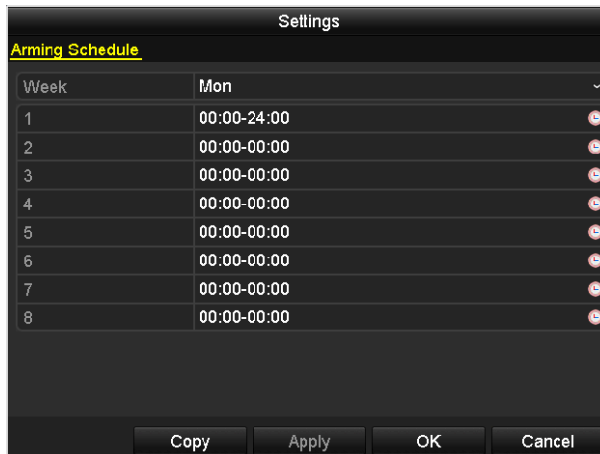 Settings
Arming Schedule
Week Mon
1 00:00-24:00
2 00:00-00:00
3 00:00-00:00
4 00:00-00:00
5 00:00-00:00
6 00:00-00:00
7 00:00-00:00
8 00:00-00:00
Copy Apply OK Cancel